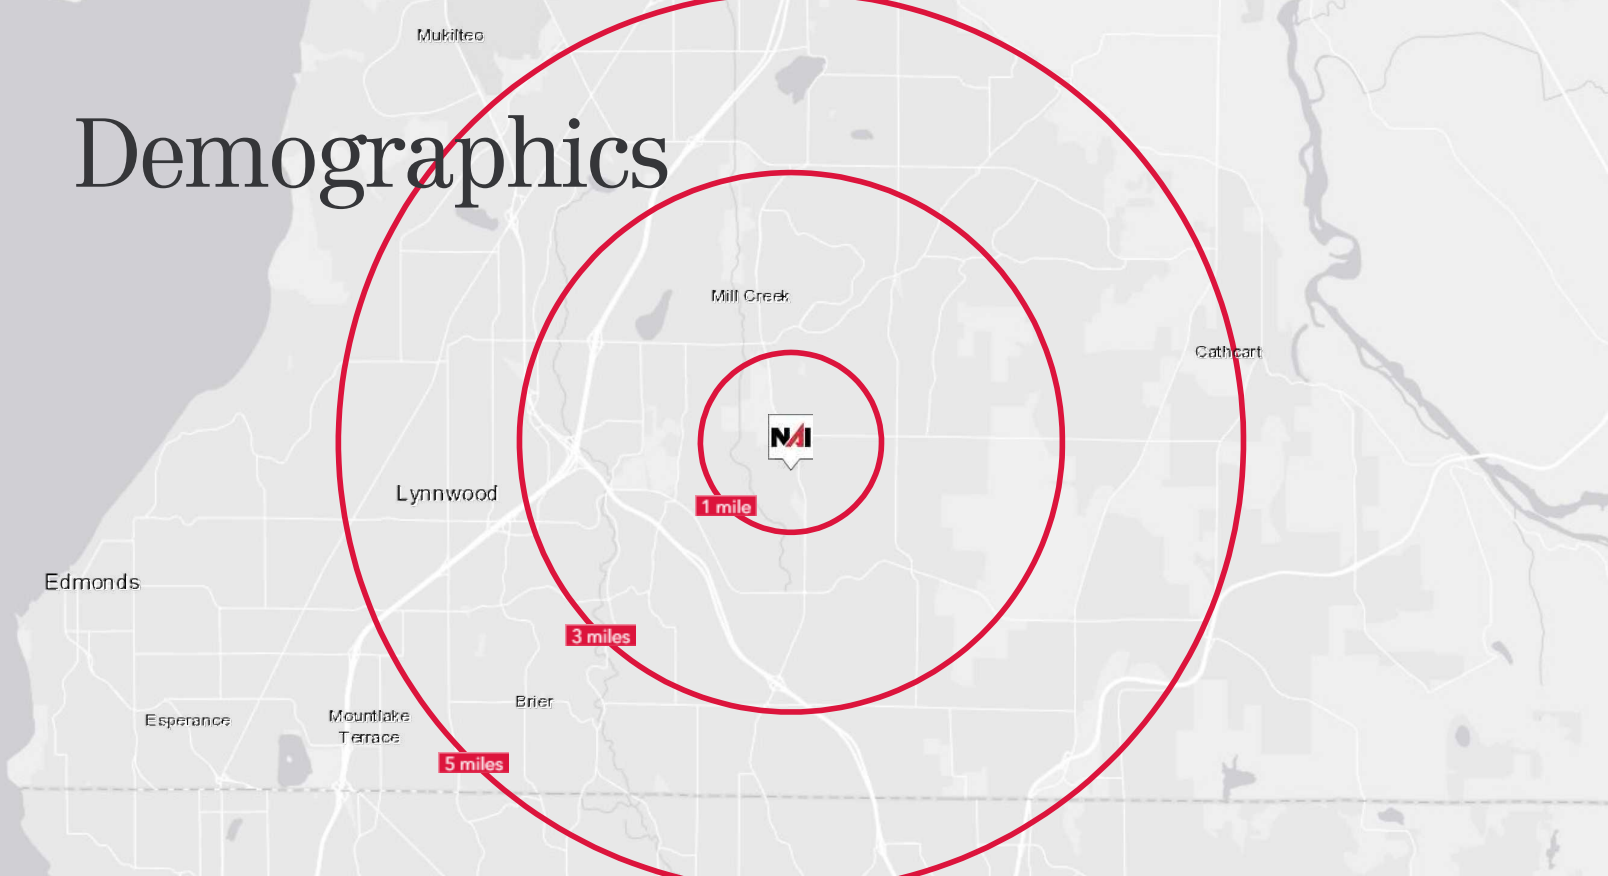 Mukilteo
Demographics
Mill Creek
Cathcart
NAI
Lynnwood
1 mile
Edmonds
3 miles
Brier
Esperance
Mountlake
Terrace
5 miles